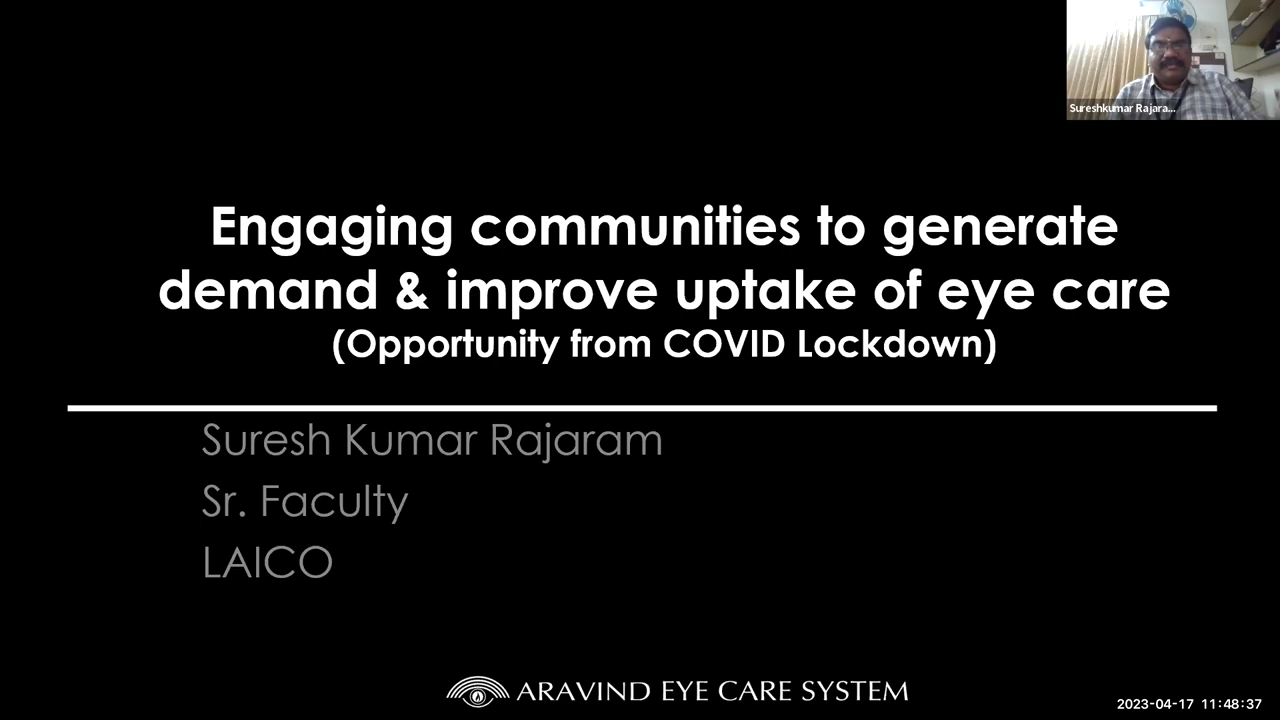 Sureshkumar Rajara...
Engaging communities to generate
demand & improve uptake of eye care
(Opportunity from COVID Lockdown)
Suresh Kumar Rajaram
Sr. Faculty
LAICO
ARAVIND EYE CARE SYSTEM
2023-04-17 11:48:37